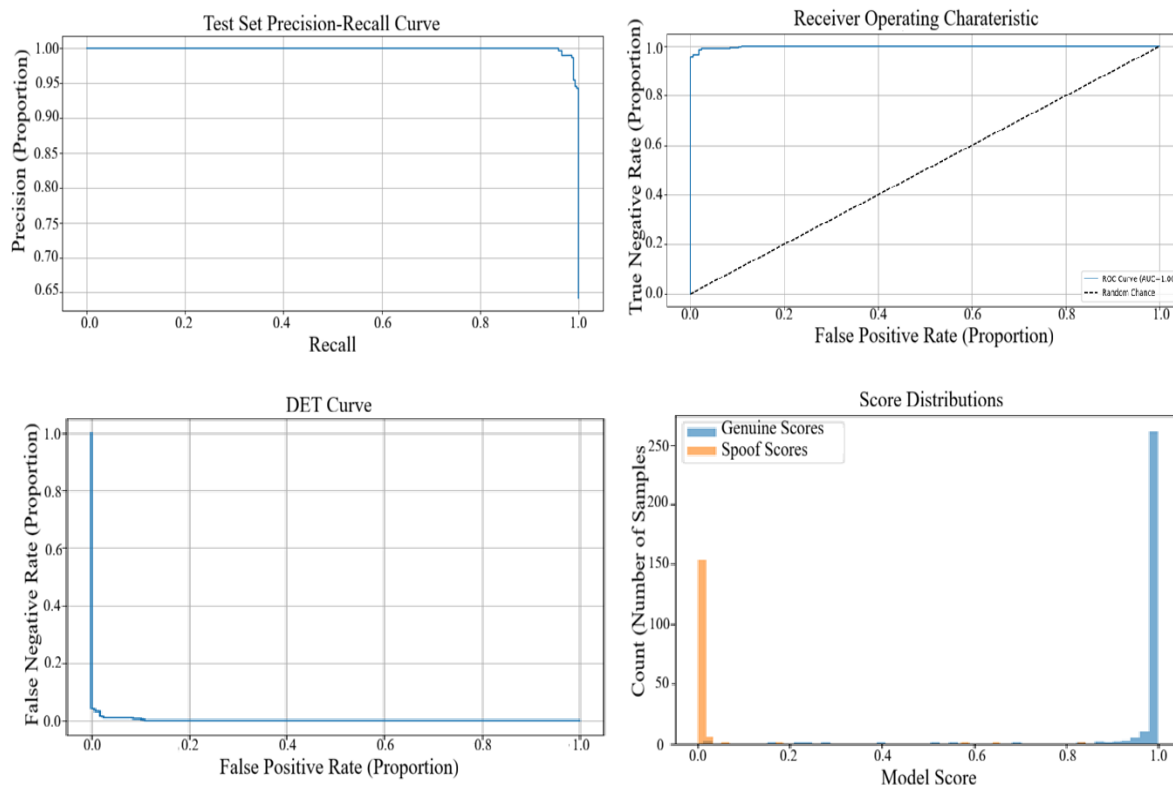 Test Set Precision-Recall Curve
Precision (Proportion)
1.00
0.95
0.90
0.85
0.80
0.75
0.70
0.65
0.0 0.2 0.4 0.6 0.8 1.0
Recall
Receiver Operating Charateristic
True Negative Rate (Proportion)
1.0
0.8
0.6
0.4
0.2
0.0
ROC Curve (AUC=1.00
Random Chance
0.0 0.2 0.4 0.6 0.8 1.0
False Positive Rate (Proportion)
DET Curve
False Negative Rate (Proportion)
1.0
0.8
0.6
0.4
0.2
0.0
0.0 .02 0.4 0.6 0.8 1.0
False Positive Rate (Proportion)
Score Distributions
Count (Number of Samples
250
200
150
100
50
0
Genuine Scores
Spoof Scores
0.0 0.2 0.4 0.6 0.8 1.0
Model Score